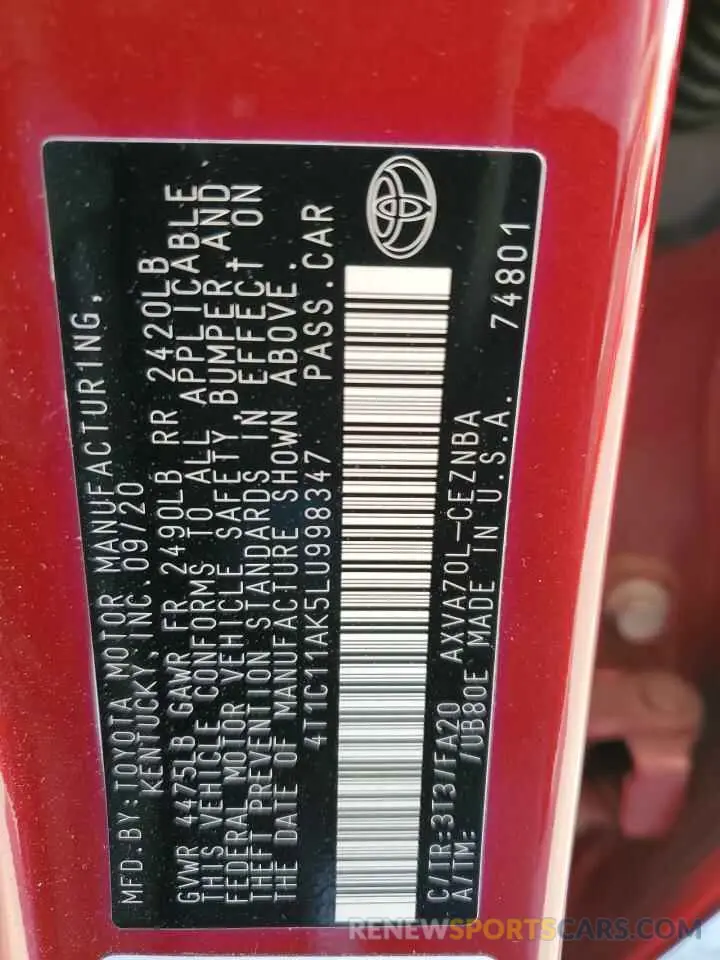 MFD.BY:TOYOTA MOTOR MANUFACTURING,
KENTUCKY INC. 09/20
GVWR 4475LB GAWR FR 2490LB RR 2420LB
THIS VEHICLE CONFORMS TO ALL APPLICABLE
FEDERAL MOTOR VEHICLE SAFETY,BUMPER,AND
THEFT PREVENTION STANDARDS IN EFFECT ON
THE DATE OF MANUFACTURE SHOWN ABOVE.
4T1C11AK5LU998347 PASS.CAR
C/TR:3T3/FA20 AXVA70L-CEZNBA
A/TM: /UB80E MADE IN U.S.A. 74801
RENEWSPORTSCARS.COM